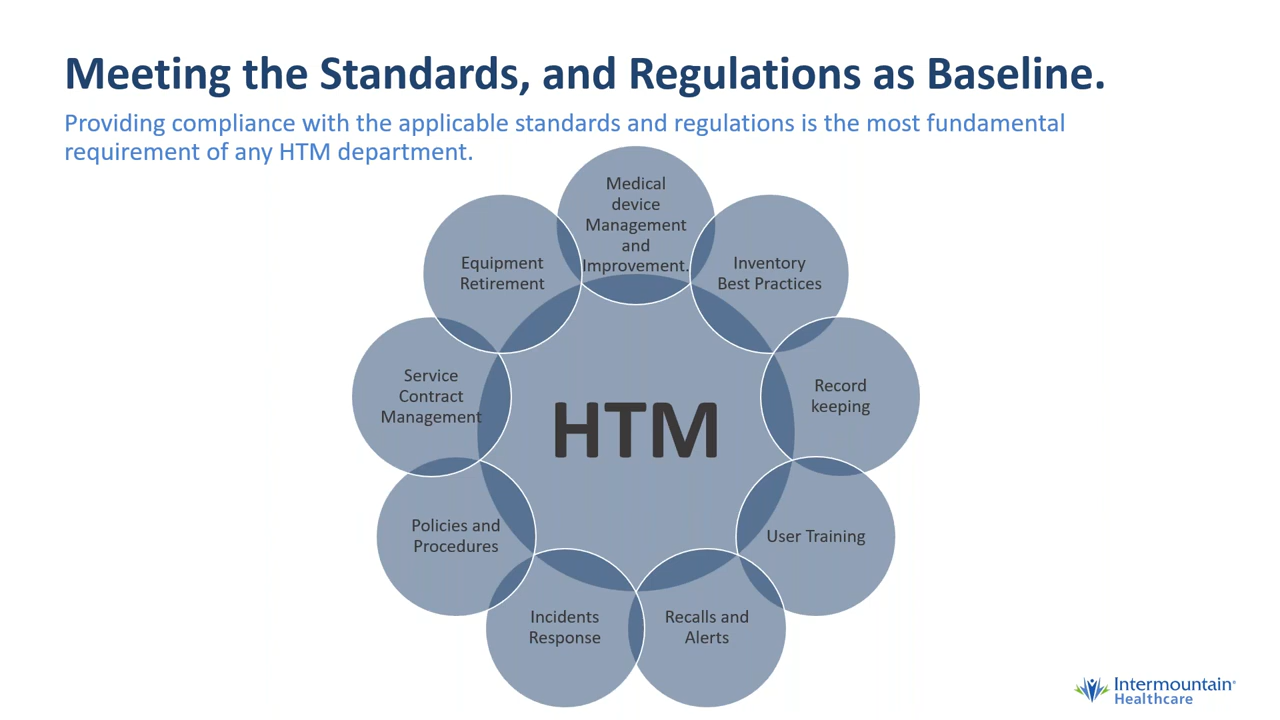 Meeting the Standards, and Regulations as Baseline.
Providing compliance with the applicable standards and regulations is the most fundamental
requirement of any HTM department.
Medical
device
Management
and
Improvement.
Inventory
Best Practices
Record
keeping
User Training
Recalls and
Alerts
Incidents
Response
Policies and
Procedures
Service
Contract
Management
Equipment
Retirement
HTM
Intermountain®
Healthcare